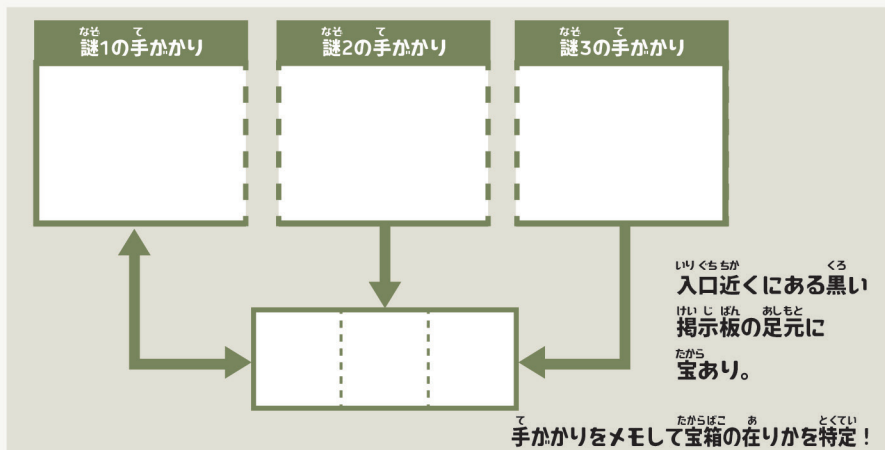 謎1の手がかり
謎2の手がかり
謎3の手がかり
入口近くにある黒い
掲示板の足元に
宝あり。
手がかりをメモして宝箱の在りかを特定！